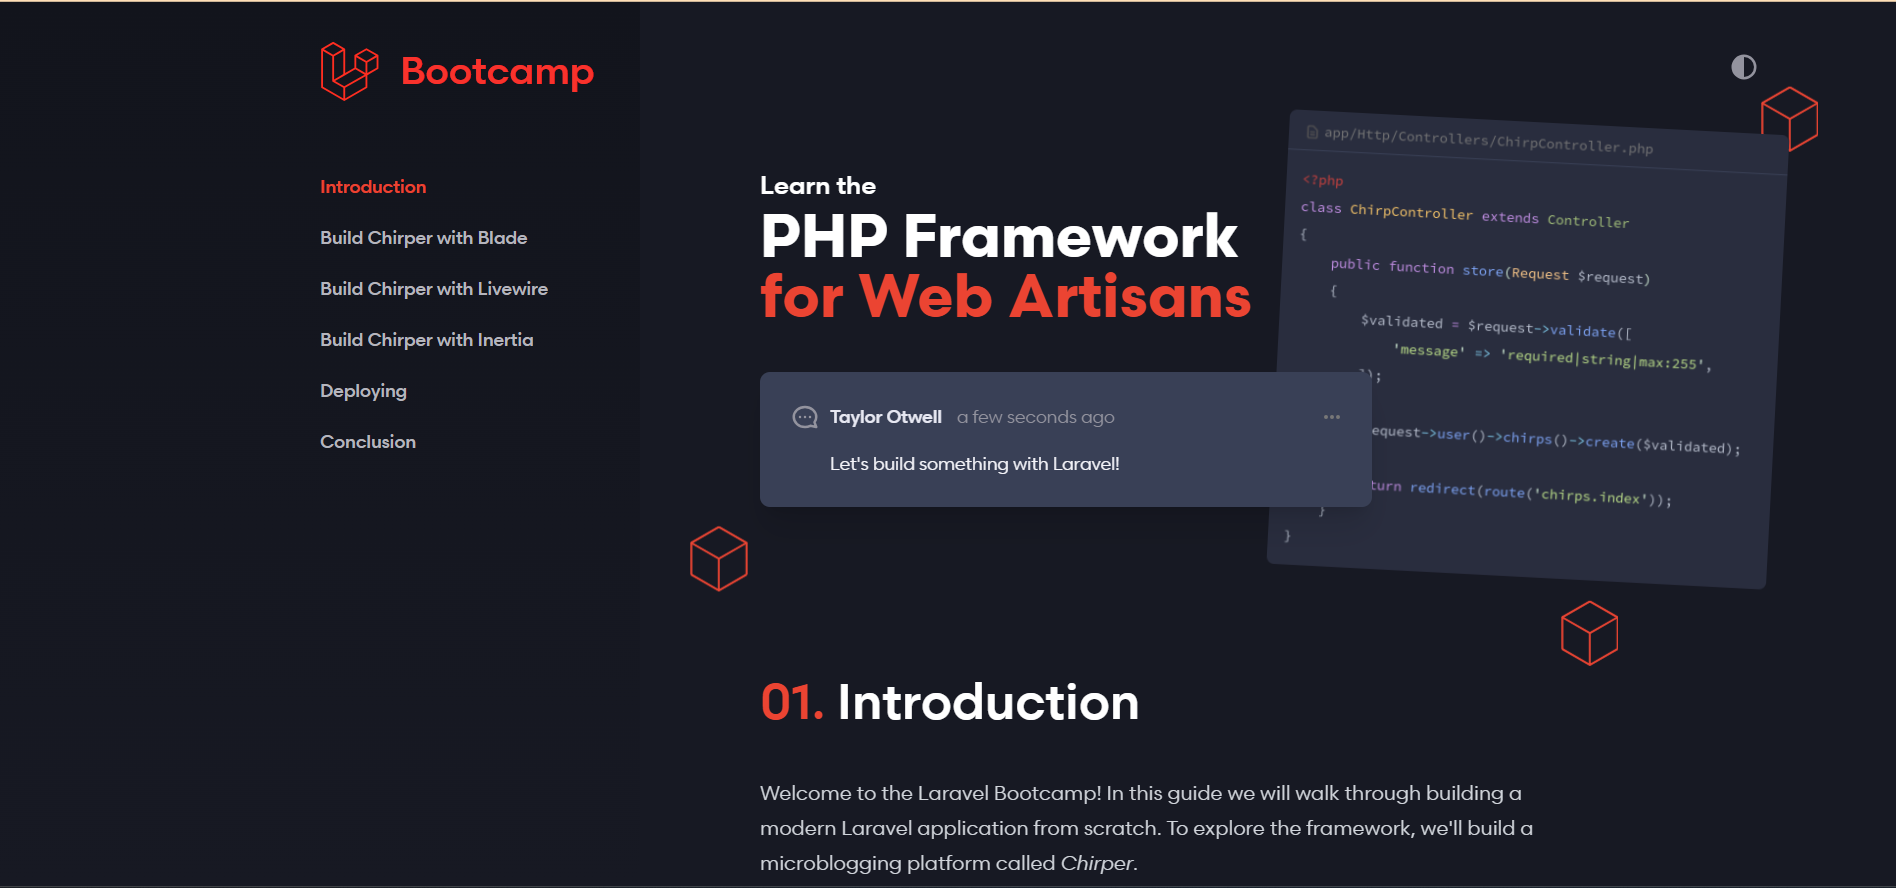 Bootcamp
Introduction
Build Chirper with Blade
Build Chirper with Livewire
Build Chirper with Inertia
Deploying
Conclusion
Learn the
PHP Framework
for Web Artisans
Taylor Otwell a few seconds ago
Let's build something with Laravel!
app/Http/Controllers/ChirpController.php
<?php
class ChirpController extends Controller
{
public function store(Request $request)
{
$validated = $request->validate([
'message' => 'required|string|max:255',
]);
equest->user()->chirps()->create($validated);
turn redirect(route('chirps.index'));
}
}
01. Introduction
Welcome to the Laravel Bootcamp! In this guide we will walk through building a
modern Laravel application from scratch. To explore the framework, we'll build a
microblogging platform called Chirper.